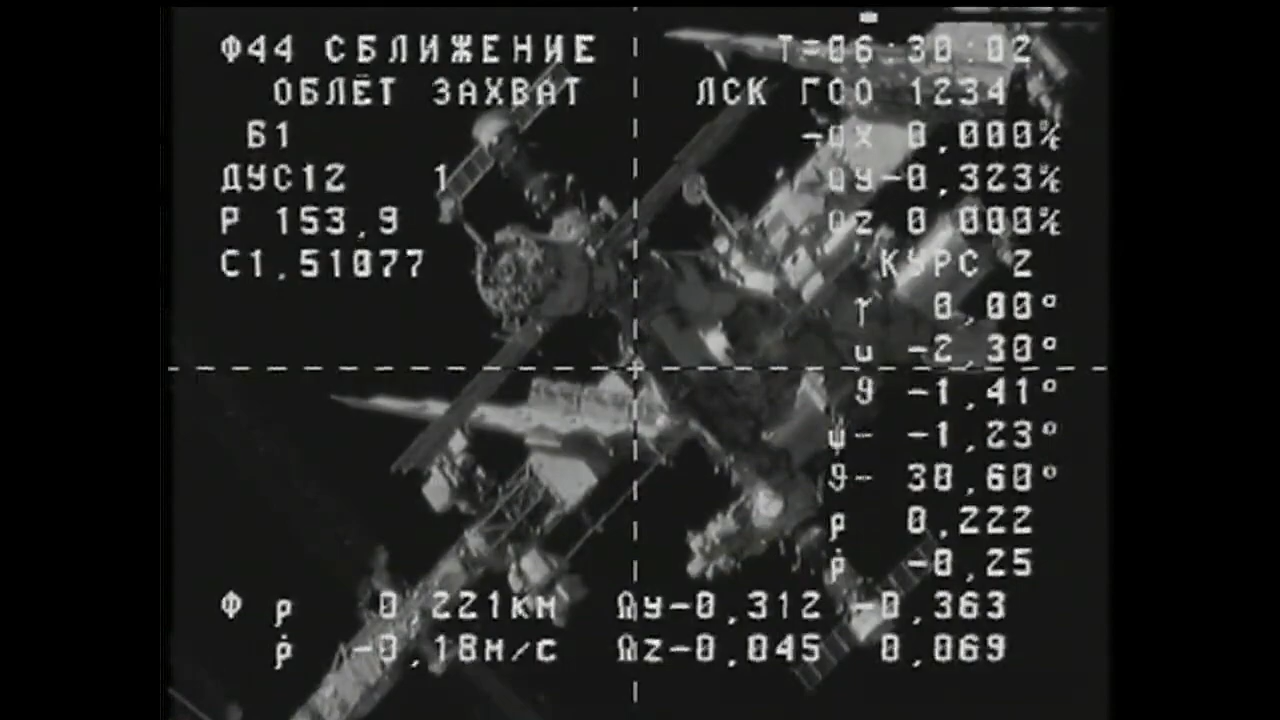 Ф44 СБЛИЖЕНИЕ T=06:30:02
ОБЛЁТ ЗАХВАТ ЛСК ГСО 1234
Б1 -ΩX 0,000%
ДУС12 1 ΩY-0,323%
Р 153,9 ΩZ 0,000%
С1,51077 КУРС 2
γ 0,00°
ψ -2,30°
ϑ -1,41°
ψ- -1,23°
ϑ- 30,60°
ρ 0,222
ρ̇ -0,25
Ф ρ 0,221км ΩY-0,312 -0,363
ρ̇ -0,18м/с ΩZ-0,045 0,069